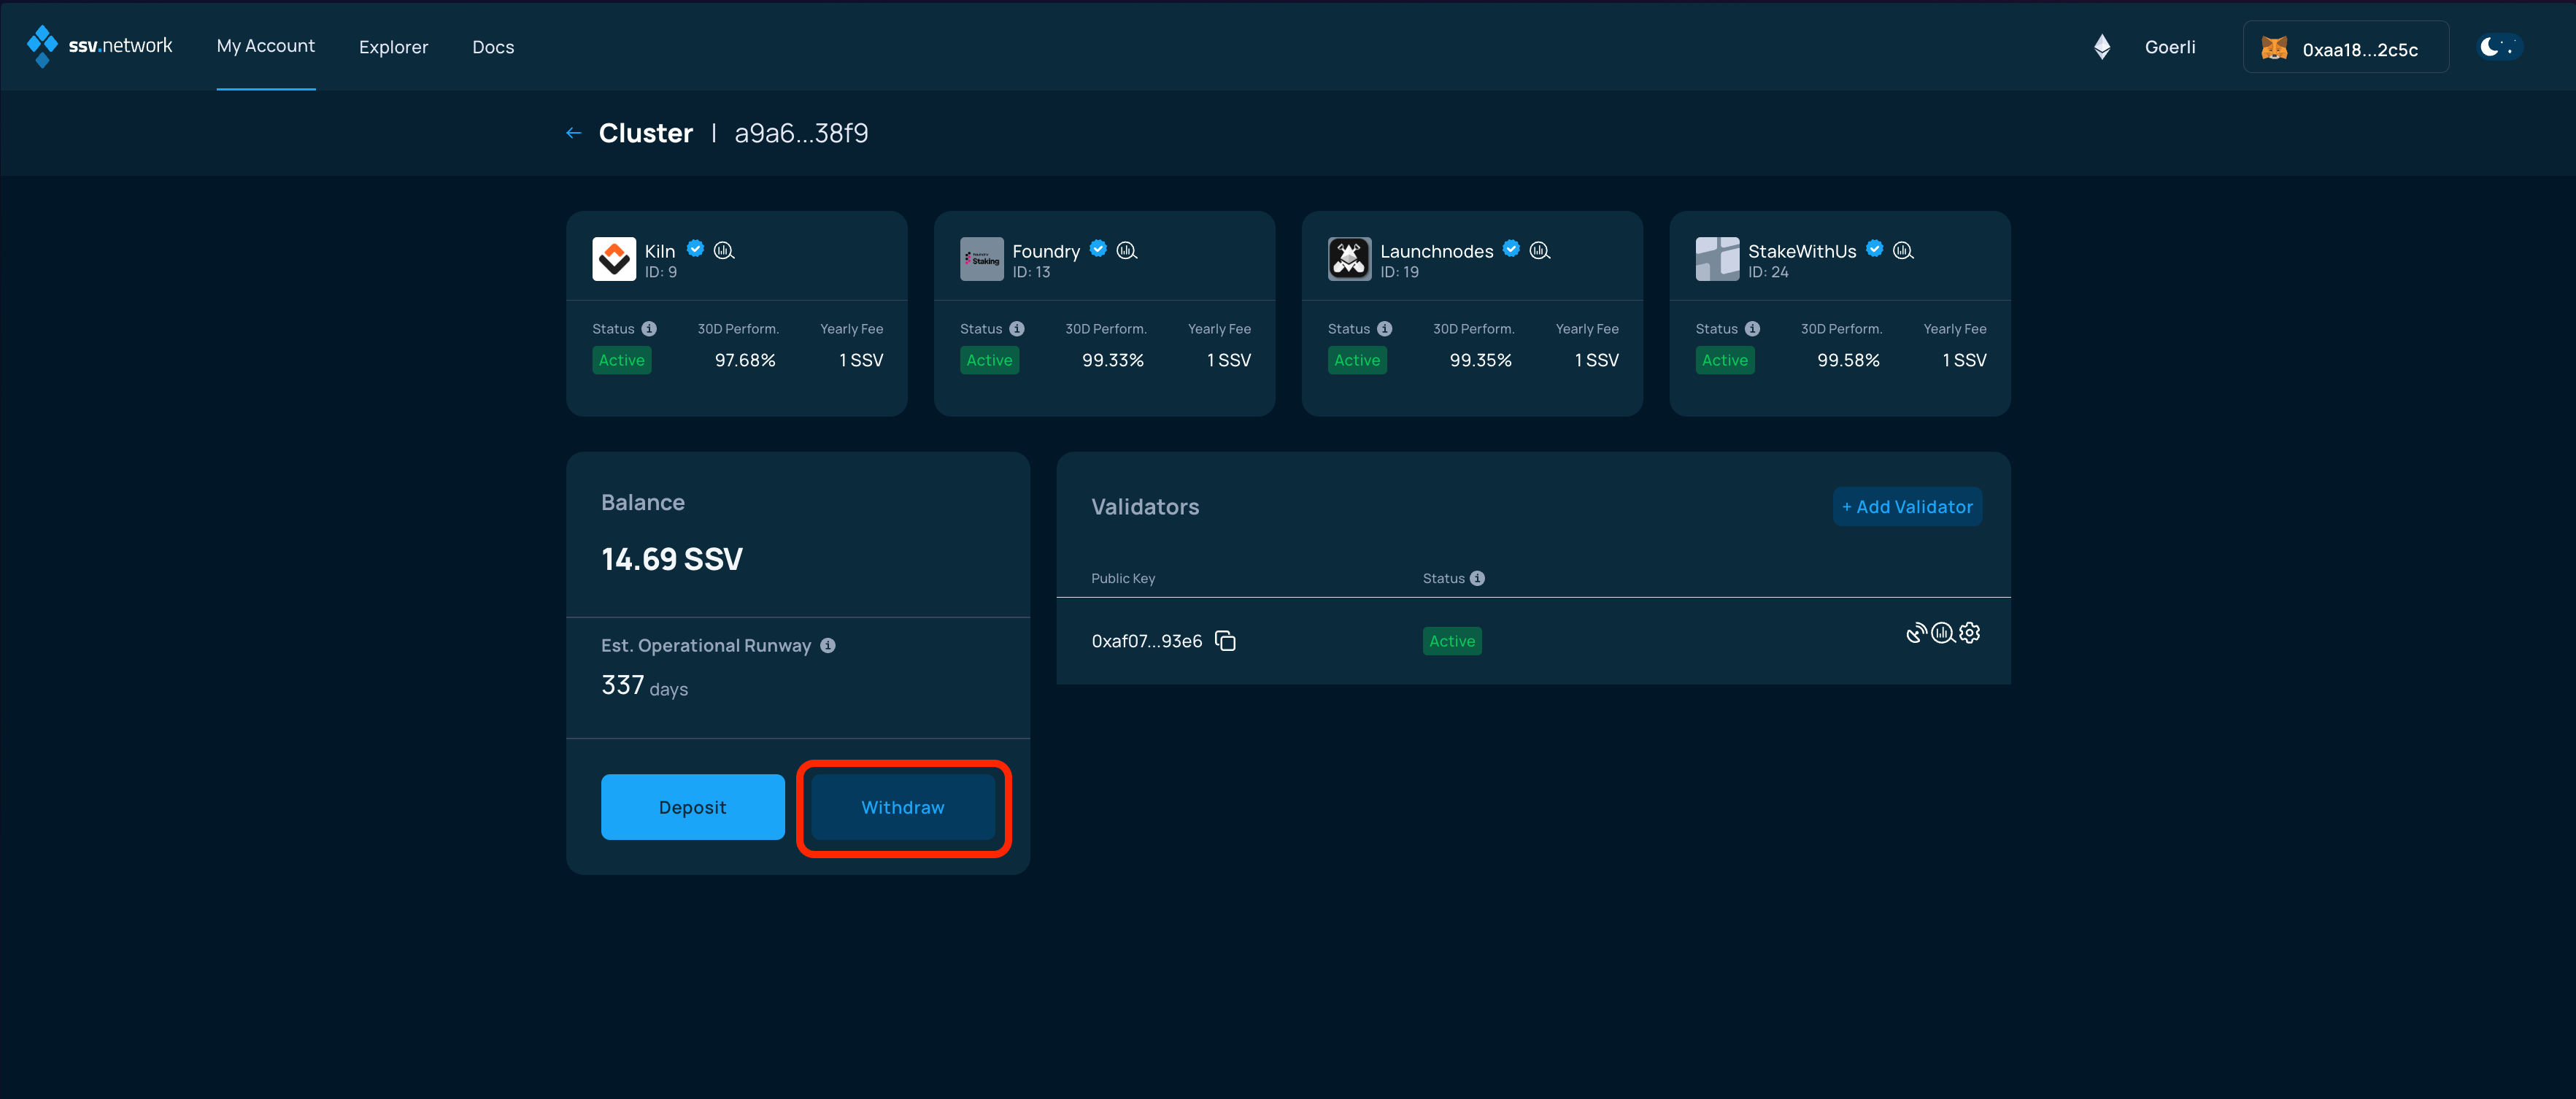 ssv.network My Account Explorer Docs Goerli 0xaa18...2c5c
← Cluster | a9a6...38f9
Kiln
ID: 9
Status 30D Perform. Yearly Fee
Active 97.68% 1 SSV
Staking
Foundry
ID: 13
Status 30D Perform. Yearly Fee
Active 99.33% 1 SSV
Launchnodes
ID: 19
Status 30D Perform. Yearly Fee
Active 99.35% 1 SSV
StakeWithUs
ID: 24
Status 30D Perform. Yearly Fee
Active 99.58% 1 SSV
Balance
14.69 SSV
Est. Operational Runway
337 days
Deposit Withdraw
Validators + Add Validator
Public Key Status
0xaf07...93e6 Active